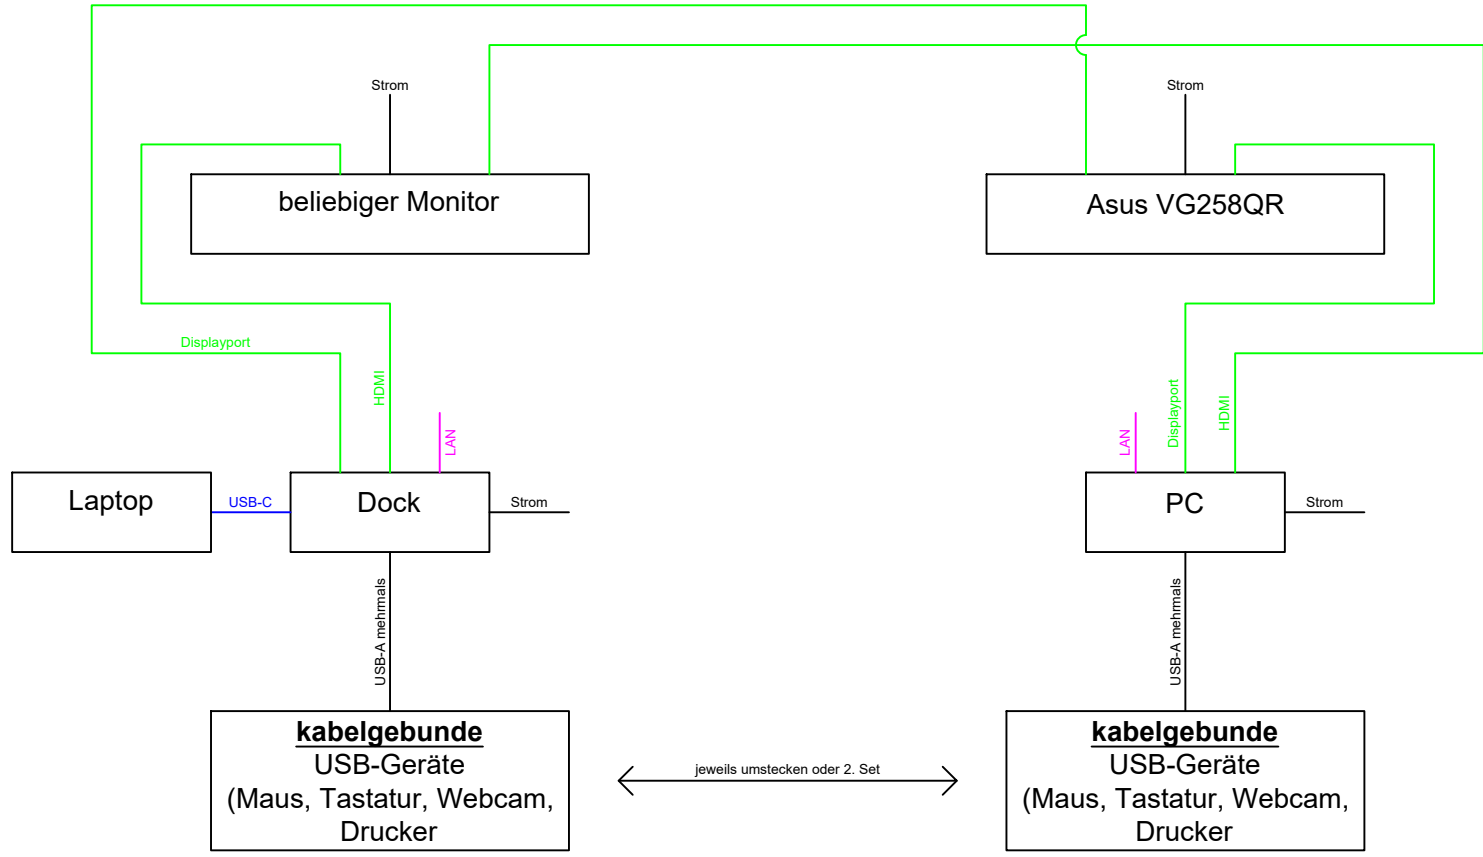 Strom
Strom
beliebiger Monitor
Asus VG258QR
Displayport
HDMI
LAN
LAN
Displayport
HDMI
Laptop
USB-C
Dock
Strom
PC
Strom
USB-A mehrmals
USB-A mehrmals
kabelgebunde
USB-Geräte
(Maus, Tastatur, Webcam,
Drucker
jeweils umstecken oder 2. Set
kabelgebunde
USB-Geräte
(Maus, Tastatur, Webcam,
Drucker